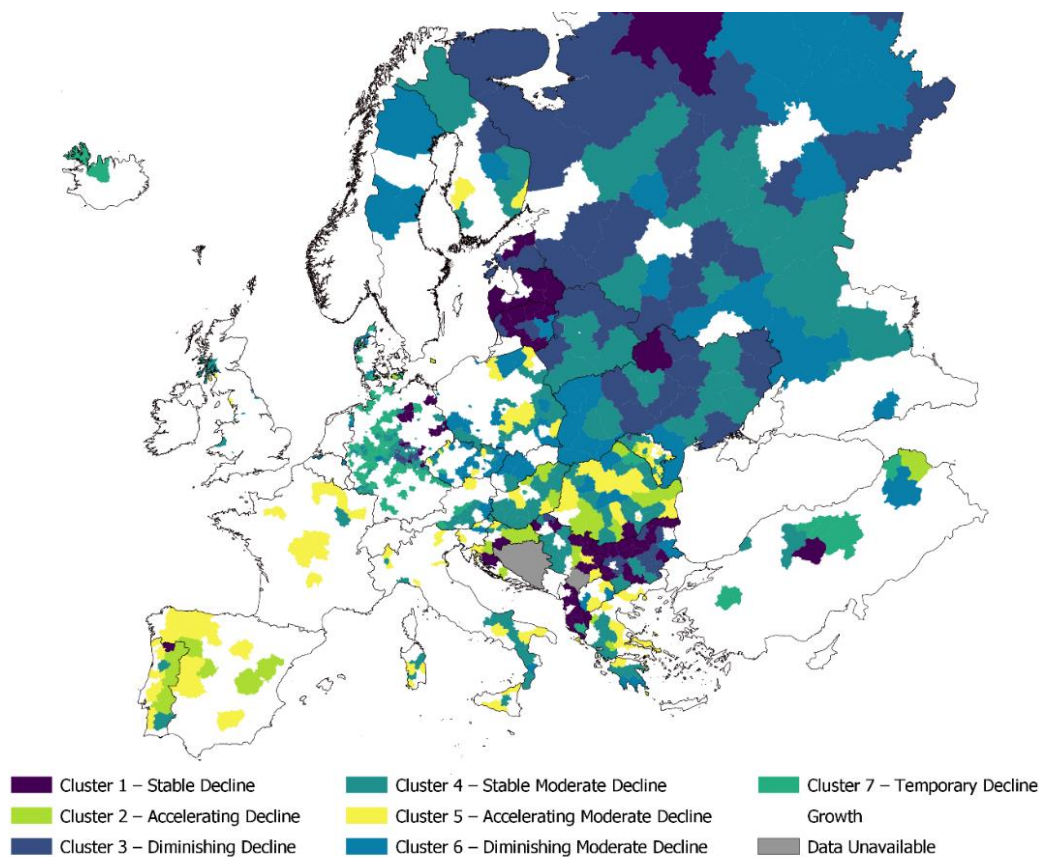 Cluster 1 – Stable Decline
Cluster 2 – Accelerating Decline
Cluster 3 – Diminishing Decline
Cluster 4 – Stable Moderate Decline
Cluster 5 – Accelerating Moderate Decline
Cluster 6 – Diminishing Moderate Decline
Cluster 7 – Temporary Decline
Growth
Data Unavailable